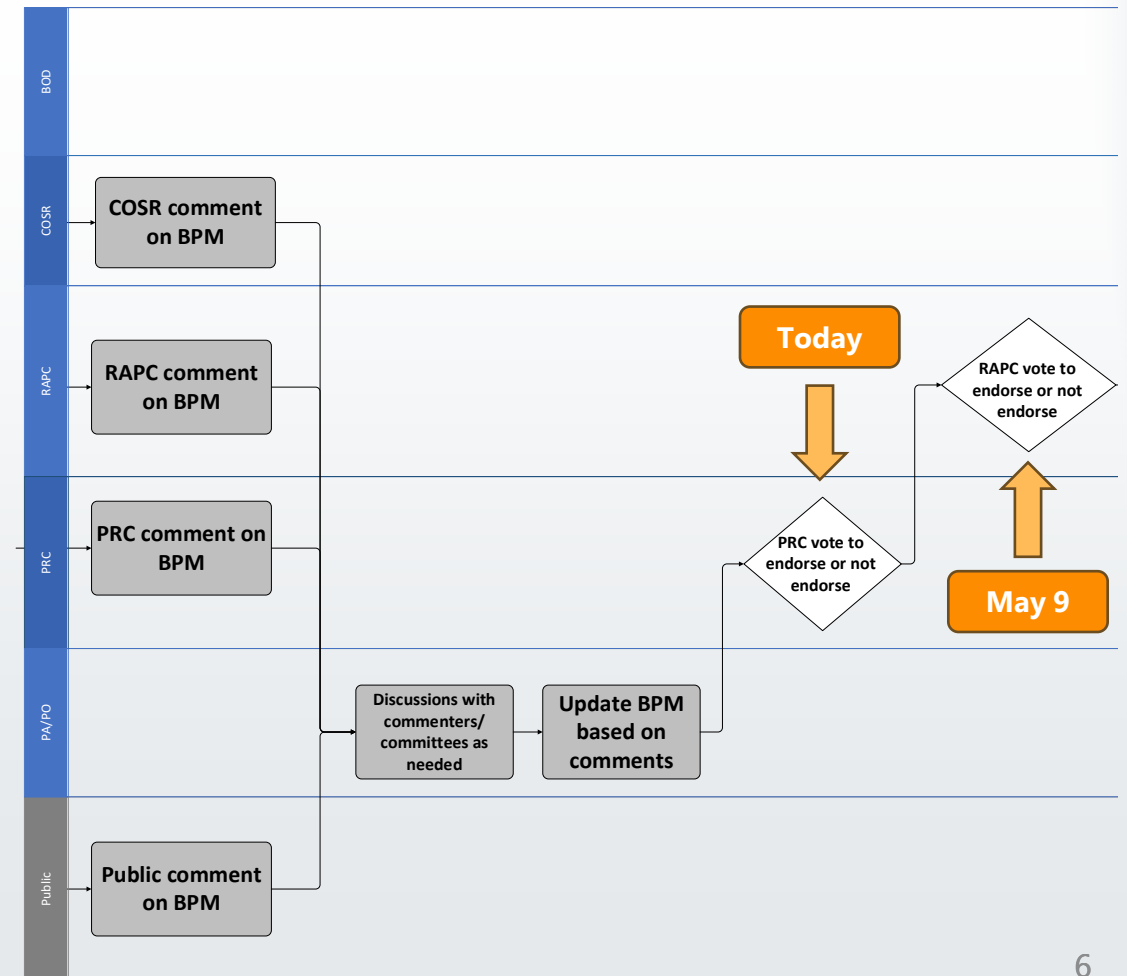 BOD
COSR
COSR comment
on BPM
RAPC
RAPC comment
on BPM
Today
RAPC vote to
endorse or not
endorse
PRC
PRC comment on
BPM
PRC vote to
endorse or not
endorse
May 9
PA/PO
Discussions with
commenters/
committees as
needed
Update BPM
based on
comments
Public
Public comment
on BPM
6